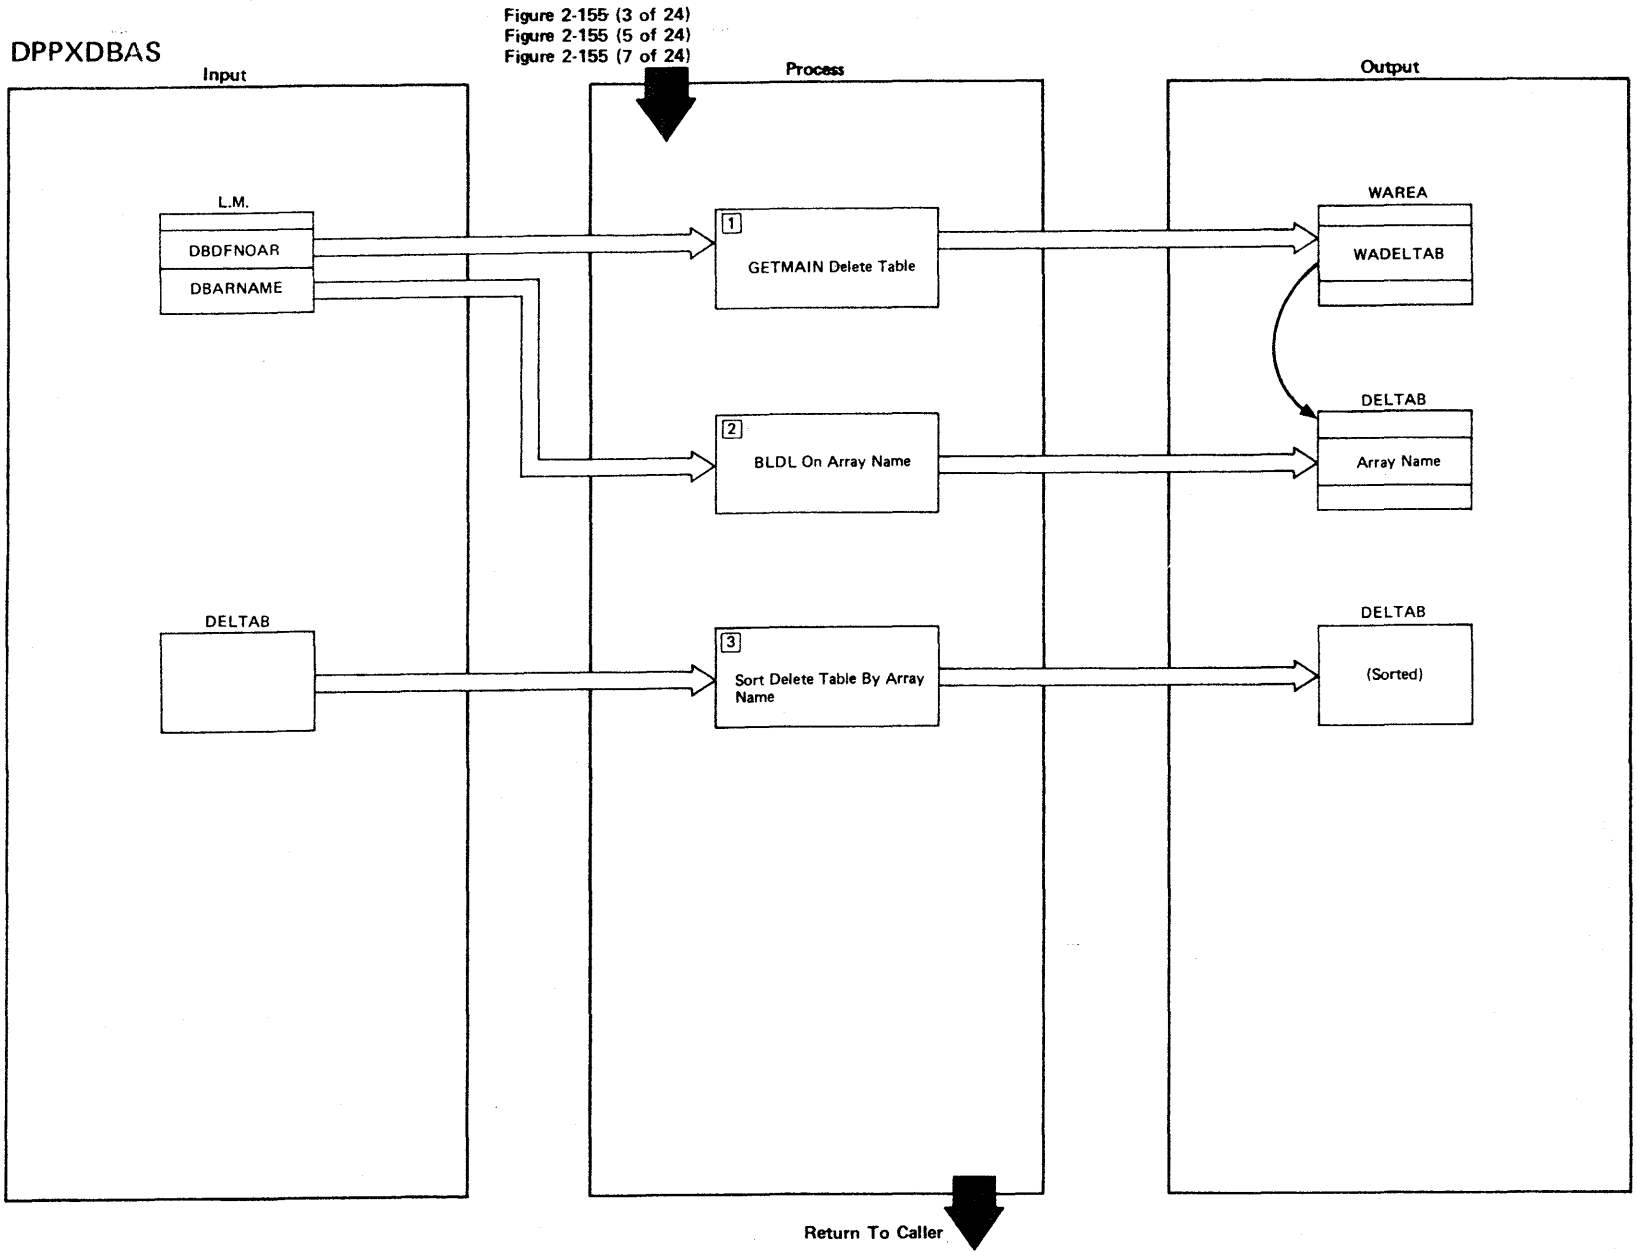 Figure 2-155 (3 of 24)
Figure 2-155 (5 of 24)
Figure 2-155 (7 of 24)
DPPXDBAS
Input
Process
Output
L.M.
DBDFNOAR
DBARNAME
1
GETMAIN Delete Table
WAREA
WADELTAB
2
BLDL On Array Name
DELTAB
Array Name
DELTAB
3
Sort Delete Table By Array
Name
DELTAB
(Sorted)
Return To Caller